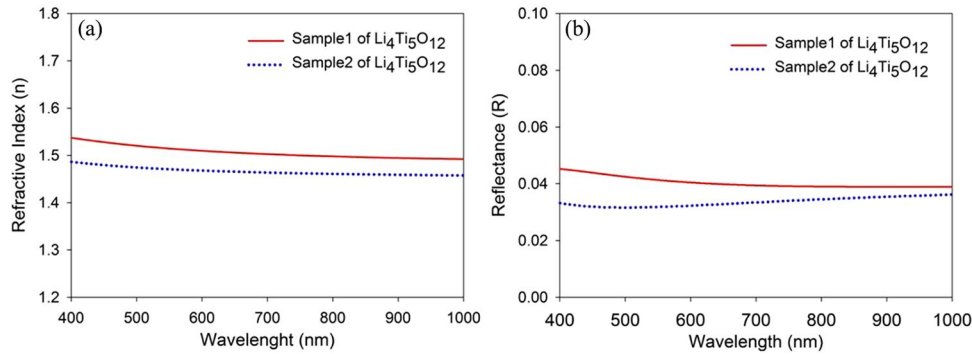 (a)
Sample1 of Li4Ti5O12
Sample2 of Li4Ti5O12
Refractive Index (n)
1.8
1.7
1.6
1.5
1.4
1.3
1.2
400 500 600 700 800 900 1000
Wavelenght (nm)
(b)
Sample1 of Li4Ti5O12
Sample2 of Li4Ti5O12
Reflectance (R)
0.10
0.08
0.06
0.04
0.02
0.00
400 500 600 700 800 900 1000
Wavelength (nm)